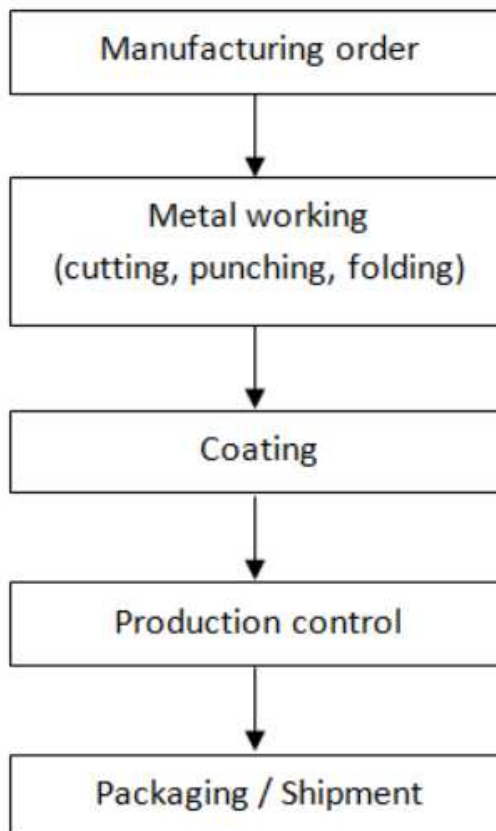 Manufacturing order
Metal working
(cutting, punching, folding)
Coating
Production control
Packaging / Shipment